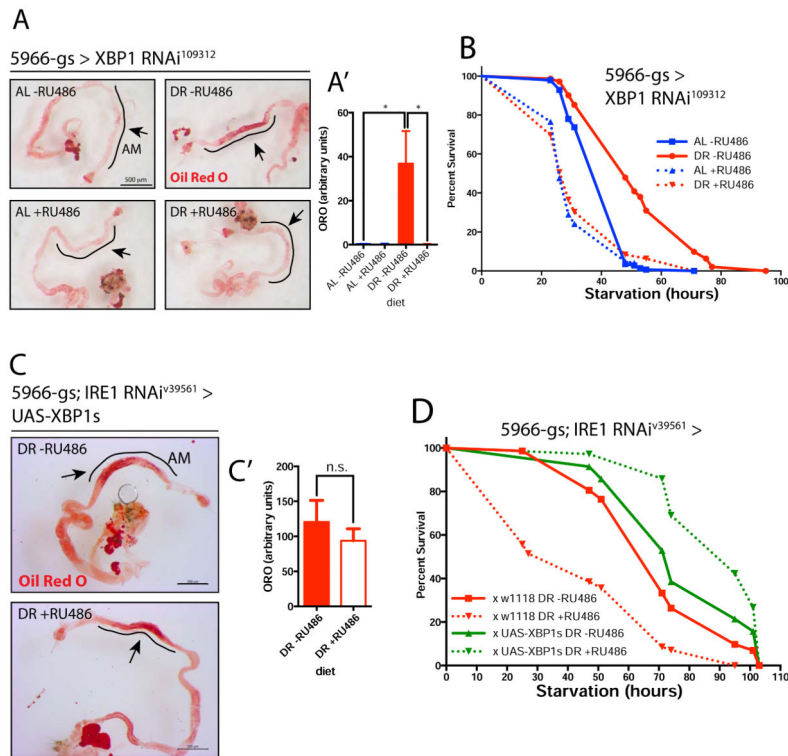 A
5966-gs > XBP1 RNAi109312
AL -RU486
AM
500 µm
DR -RU486
Oil Red O
AL +RU486
DR +RU486
A'
ORO (arbitrary units)
60
40
20
0
*
*
AL -RU486
AL +RU486
DR -RU486
DR +RU486
diet
B
5966-gs >
XBP1 RNAi109312
Percent Survival
100
80
60
40
20
0
0
20
40
60
80
100
Starvation (hours)
AL -RU486
DR -RU486
AL +RU486
DR +RU486
C
5966-gs; IRE1 RNAiv39561 >
UAS-XBP1s
DR -RU486
AM
Oil Red O
DR +RU486
C'
ORO (arbitrary units)
200
150
100
50
0
n.s.
DR -RU486
DR +RU486
diet
D
5966-gs; IRE1 RNAiv39561 >
Percent Survival
100
80
60
40
20
0
x w1118 DR -RU486
x w1118 DR +RU486
x UAS-XBP1s DR -RU486
x UAS-XBP1s DR +RU486
0
10
20
30
40
50
60
70
80
90
100
110
Starvation (hours)